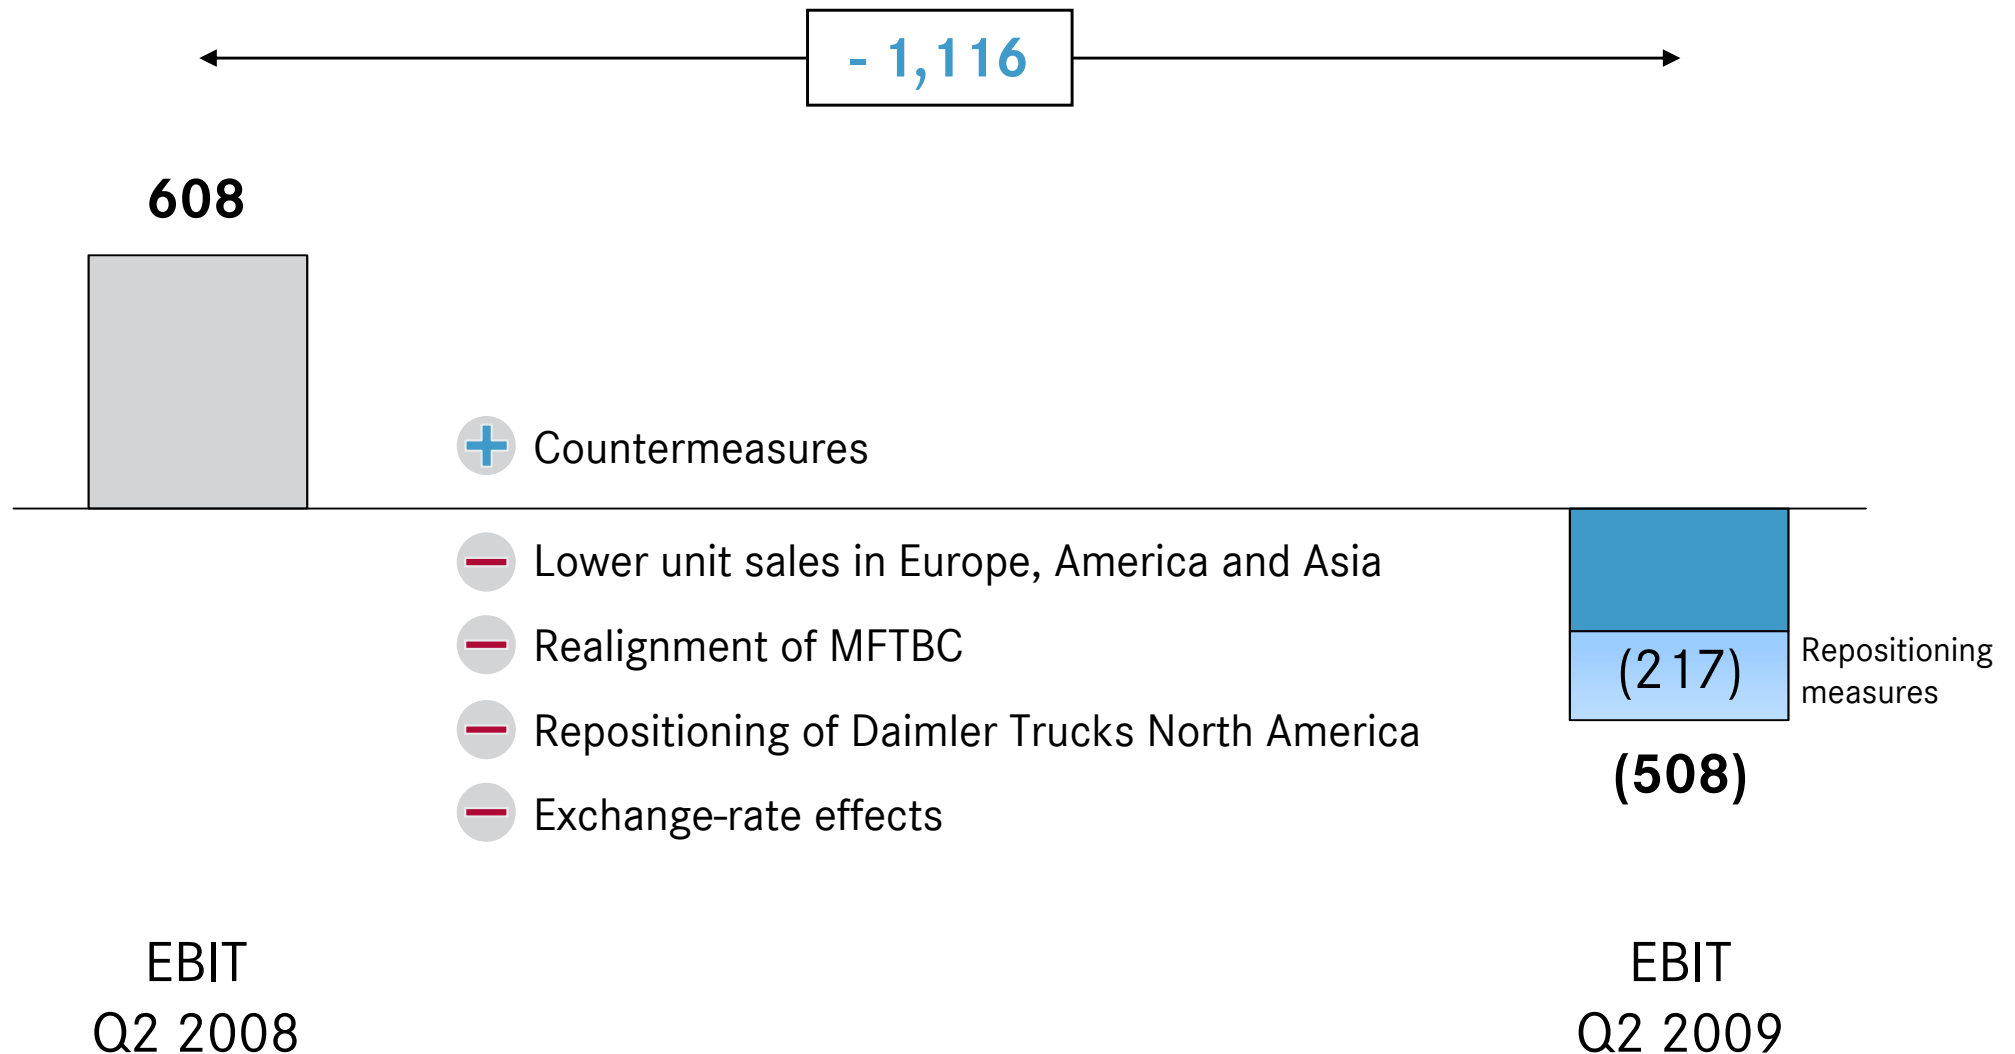 - 1,116
608
Countermeasures
Lower unit sales in Europe, America and Asia
Realignment of MFTBC
Repositioning of Daimler Trucks North America
Exchange-rate effects
(217)
Repositioning
measures
(508)
EBIT
Q2 2008
EBIT
Q2 2009